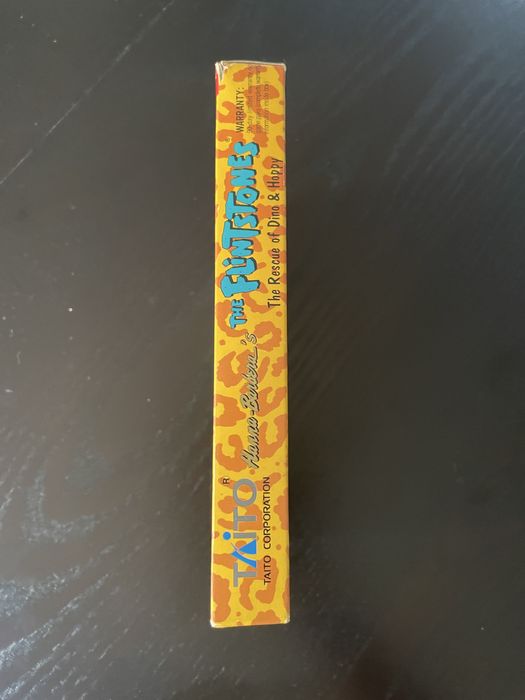 TAITO®
TAITO CORPORATION
Hanna-Barbera's
THE FLINTSTONES
The Rescue of Dino & Hoppy
WARRANTY: